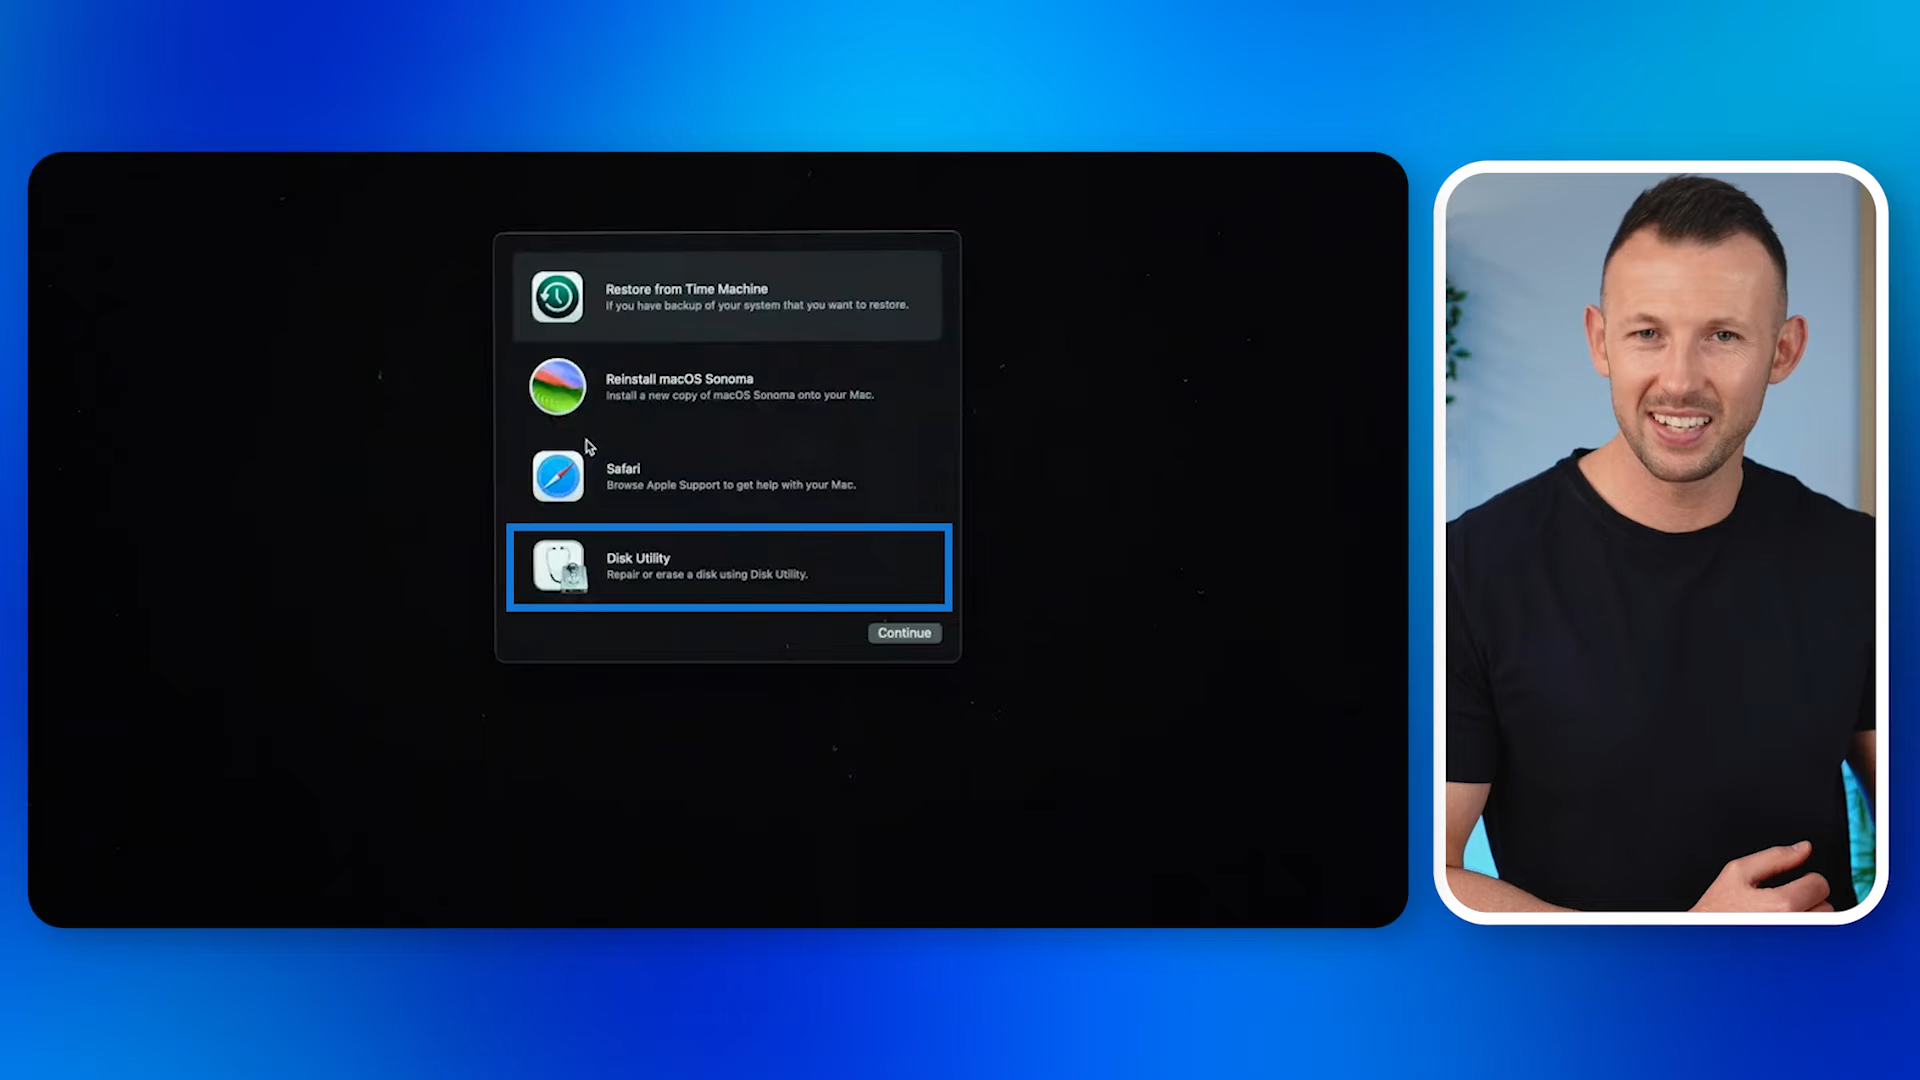 Restore from Time Machine
If you have backup of your system that you want to restore.
Reinstall macOS Sonoma
Install a new copy of macOS Sonoma onto your Mac.
Safari
Browse Apple Support to get help with your Mac.
Disk Utility
Repair or erase a disk using Disk Utility.
Continue